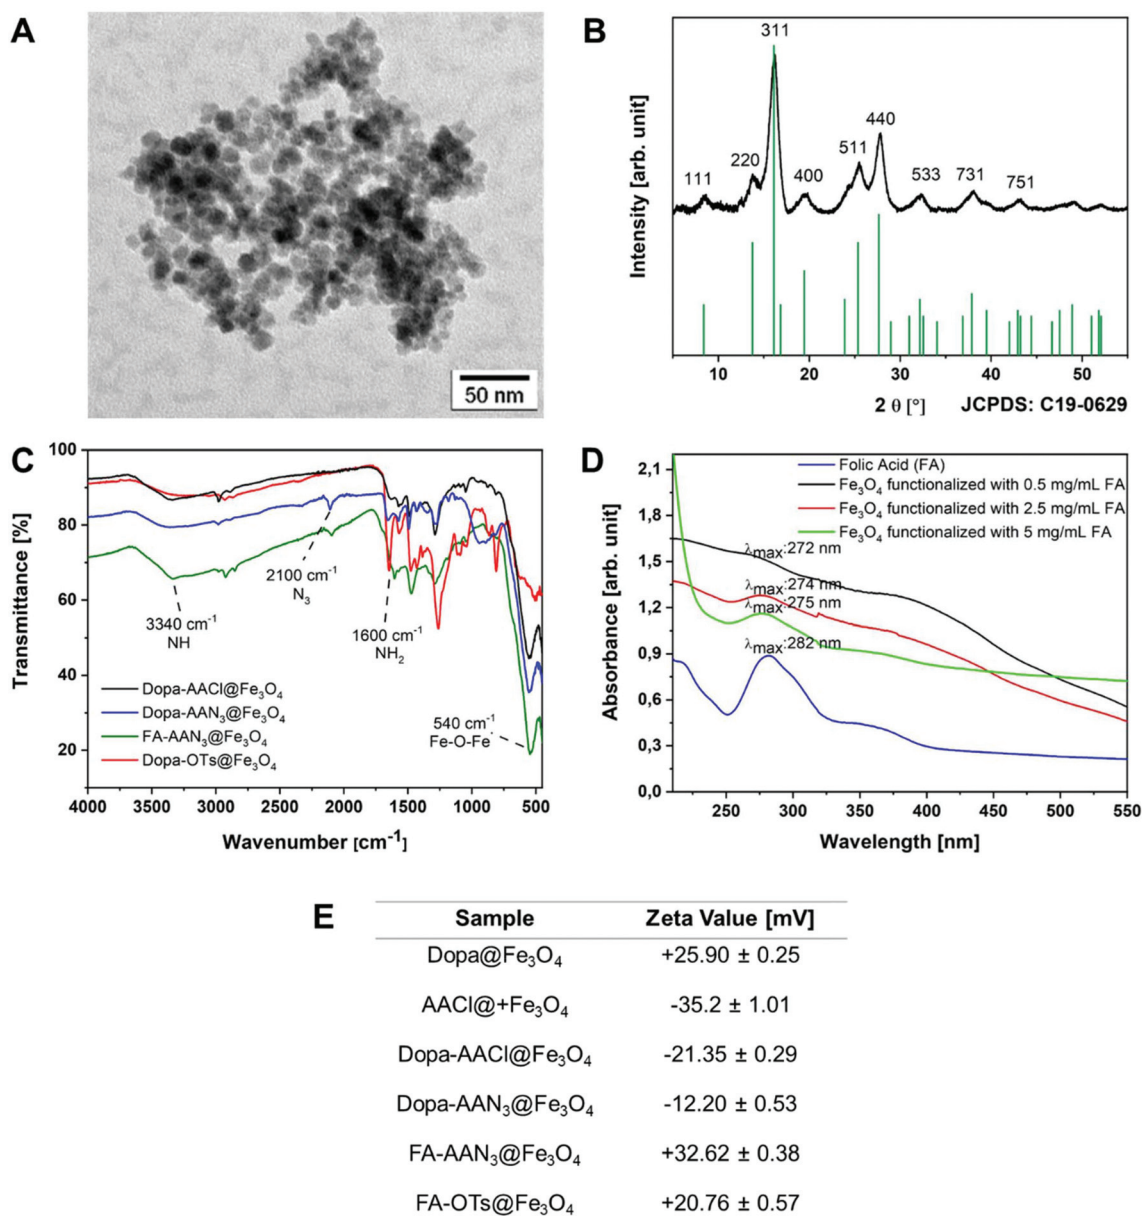 A
50 nm
B
311
440
511
220
111
400
533
731
751
Intensity [arb. unit]
10
20
30
40
50
2 θ [°]
JCPDS: C19-0629
C
100
80
60
40
20
Transmittance [%]
2100 cm⁻¹
N₃
3340 cm⁻¹
NH
1600 cm⁻¹
NH₂
540 cm⁻¹
Fe-O-Fe
Dopa-AACl@Fe₃O₄
Dopa-AAN₃@Fe₃O₄
FA-AAN₃@Fe₃O₄
Dopa-OTs@Fe₃O₄
4000
3500
3000
2500
2000
1500
1000
500
Wavenumber [cm⁻¹]
D
2,1
1,8
1,5
1,2
0,9
0,6
0,3
0,0
Absorbance [arb. unit]
Folic Acid (FA)
Fe₃O₄ functionalized with 0.5 mg/mL FA
Fe₃O₄ functionalized with 2.5 mg/mL FA
Fe₃O₄ functionalized with 5 mg/mL FA
λmax:272 nm
λmax:274 nm
λmax:275 nm
λmax:282 nm
250
300
350
400
450
500
550
Wavelength [nm]
E
Sample Zeta Value [mV]
Dopa@Fe₃O₄ +25.90 ± 0.25
AACl@+Fe₃O₄ -35.2 ± 1.01
Dopa-AACl@Fe₃O₄ -21.35 ± 0.29
Dopa-AAN₃@Fe₃O₄ -12.20 ± 0.53
FA-AAN₃@Fe₃O₄ +32.62 ± 0.38
FA-OTs@Fe₃O₄ +20.76 ± 0.57